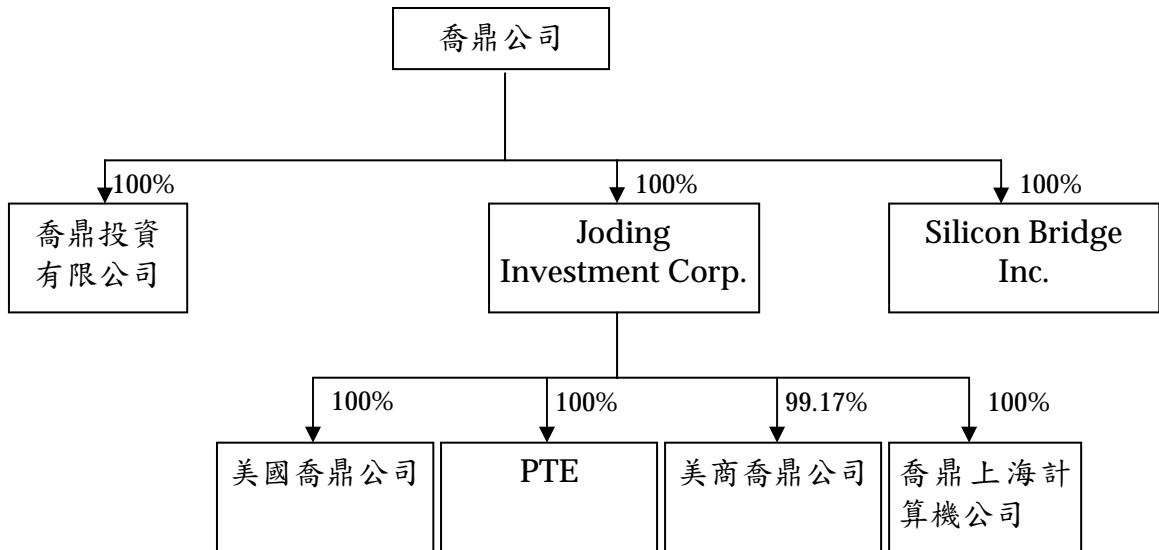 喬鼎公司
100%
100%
100%
喬鼎投資
有限公司
Joding
Investment Corp.
Silicon Bridge
Inc.
100%
100%
99.17%
100%
美國喬鼎公司
PTE
美商喬鼎公司
喬鼎上海計
算機公司